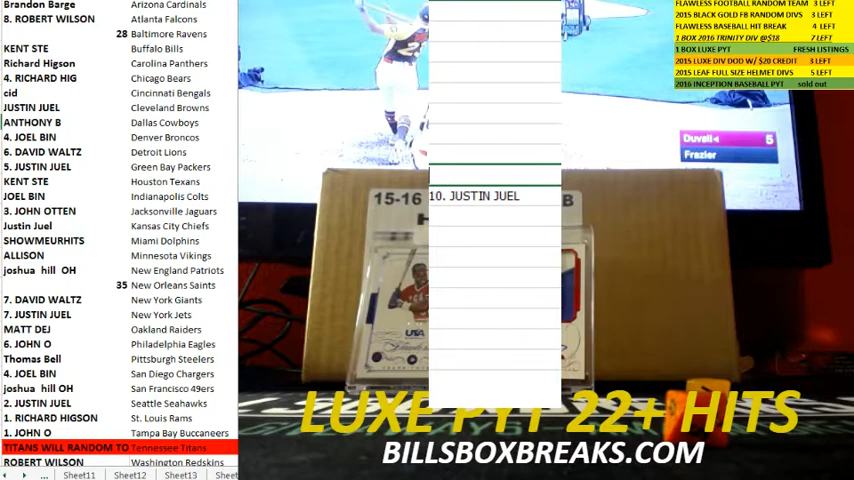 Brandon Barge Arizona Cardinals
8. ROBERT WILSON Atlanta Falcons
28 Baltimore Ravens
KENT STE Buffalo Bills
Richard Higson Carolina Panthers
4. RICHARD HIG Chicago Bears
cid Cincinnati Bengals
JUSTIN JUEL Cleveland Browns
ANTHONY B Dallas Cowboys
4. JOEL BIN Denver Broncos
6. DAVID WALTZ Detroit Lions
5. JUSTIN JUEL Green Bay Packers
KENT STE Houston Texans
JOEL BIN Indianapolis Colts
3. JOHN OTTEN Jacksonville Jaguars
Justin Juel Kansas City Chiefs
SHOWMEURHITS Miami Dolphins
ALLISON Minnesota Vikings
joshua hill OH New England Patriots
35 New Orleans Saints
7. DAVID WALTZ New York Giants
7. JUSTIN JUEL New York Jets
MATT DEJ Oakland Raiders
6. JOHN O Philadelphia Eagles
Thomas Bell Pittsburgh Steelers
4. JOEL BIN San Diego Chargers
joshua hill OH San Francisco 49ers
2. JUSTIN JUEL Seattle Seahawks
1. RICHARD HIGSON St. Louis Rams
1. JOHN O Tampa Bay Buccaneers
TITANS WILL RANDOM TO Tennessee Titans
ROBERT WILSON Washington Redskins
... Sheet11 Sheet12 Sheet13 Sheet
FLAWLESS FOOTBALL RANDOM TEAM 3 LEFT
2015 BLACK GOLD FB RANDOM DIVS 3 LEFT
FLAWLESS BASEBALL HIT BREAK 4 LEFT
1 BOX 2016 TRINITY DIV @$18 7 LEFT
1 BOX LUXE PYT FRESH LISTINGS
2015 LUXE DIV DOD W/ $20 CREDIT 3 LEFT
2015 LEAF FULL SIZE HELMET DIVS 5 LEFT
2016 INCEPTION BASEBALL PYT sold out
Duvall 5
Frazier
15-16
H
B
10. JUSTIN JUEL
USA
LUXE PYT 22+ HITS
BILLSBOXBREAKS.COM